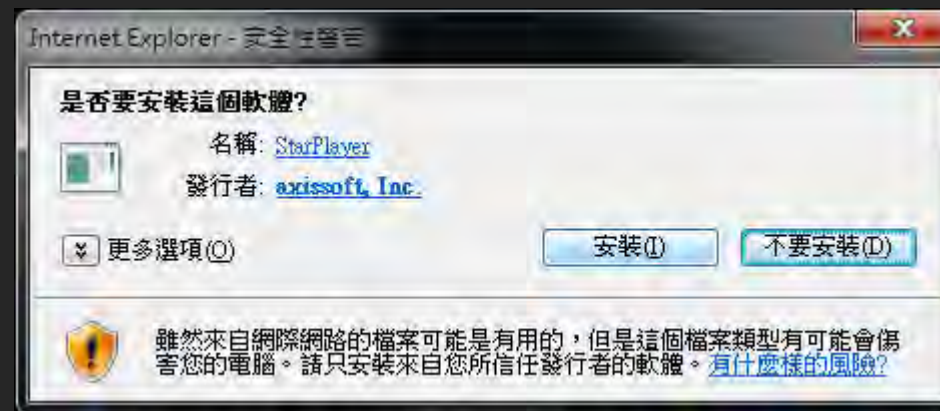 Internet Explorer - 安全性警告
是否要安裝這個軟體?
名稱: StarPlayer
發行者: axissoft, Inc.
更多選項(O)
安裝(I)
不要安裝(D)
雖然來自網際網路的檔案可能是有用的，但是這個檔案類型有可能會傷
害您的電腦。請只安裝來自您所信任發行者的軟體。有什麼樣的風險?